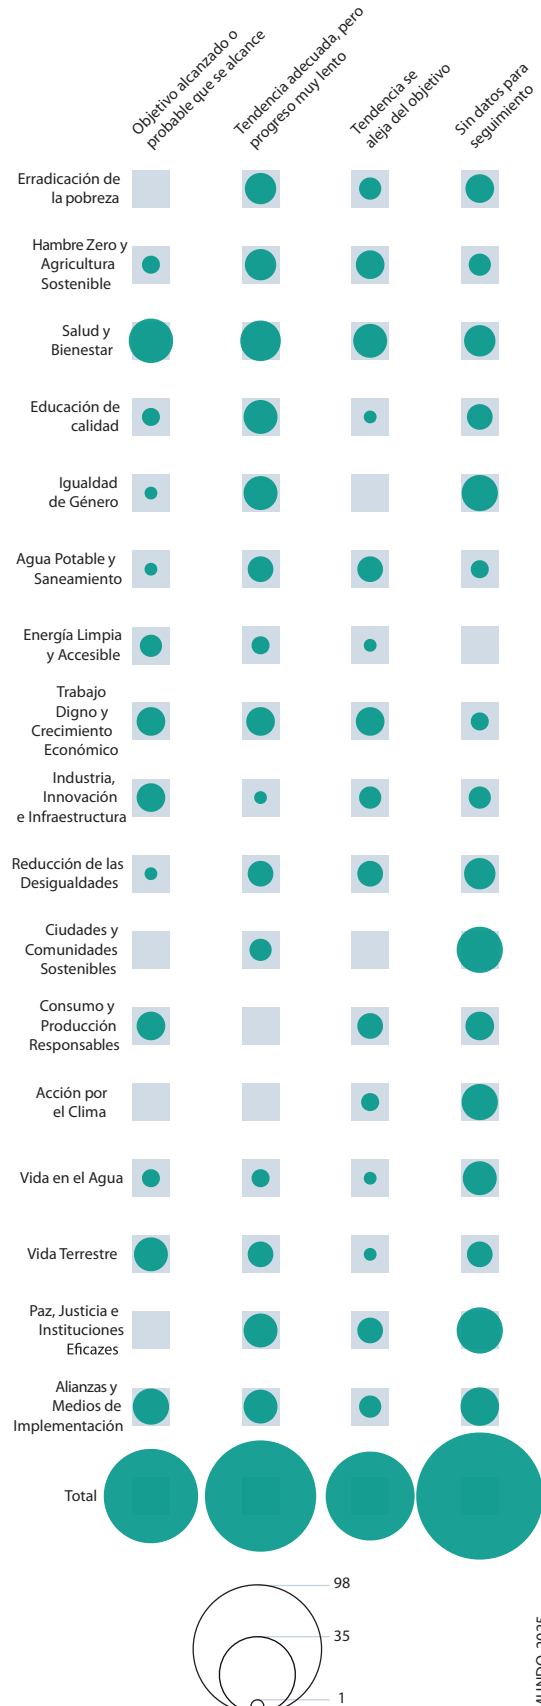 Objetivo alcanzado o
probable que se alcance
Tendencia adecuada, pero
progreso muy lento
Tendencia se
aleja del objetivo
Sin datos para
seguimiento
Erradicación de
la pobreza
Hambre Zero y
Agricultura
Sostenible
Salud y
Bienestar
Educación de
calidad
Igualdad
de Género
Agua Potable y
Saneamiento
Energía Limpia
y Accesible
Trabajo
Digno y
Crecimiento
Económico
Industria,
Innovación
e Infraestructura
Reducción de las
Desigualdades
Ciudades y
Comunidades
Sostenibles
Consumo y
Producción
Responsables
Acción por
el Clima
Vida en el Agua
Vida Terrestre
Paz, Justicia e
Instituciones
Eficazes
Alianzas y
Medios de
Implementación
Total
98
35
1
MUNDO, 2025